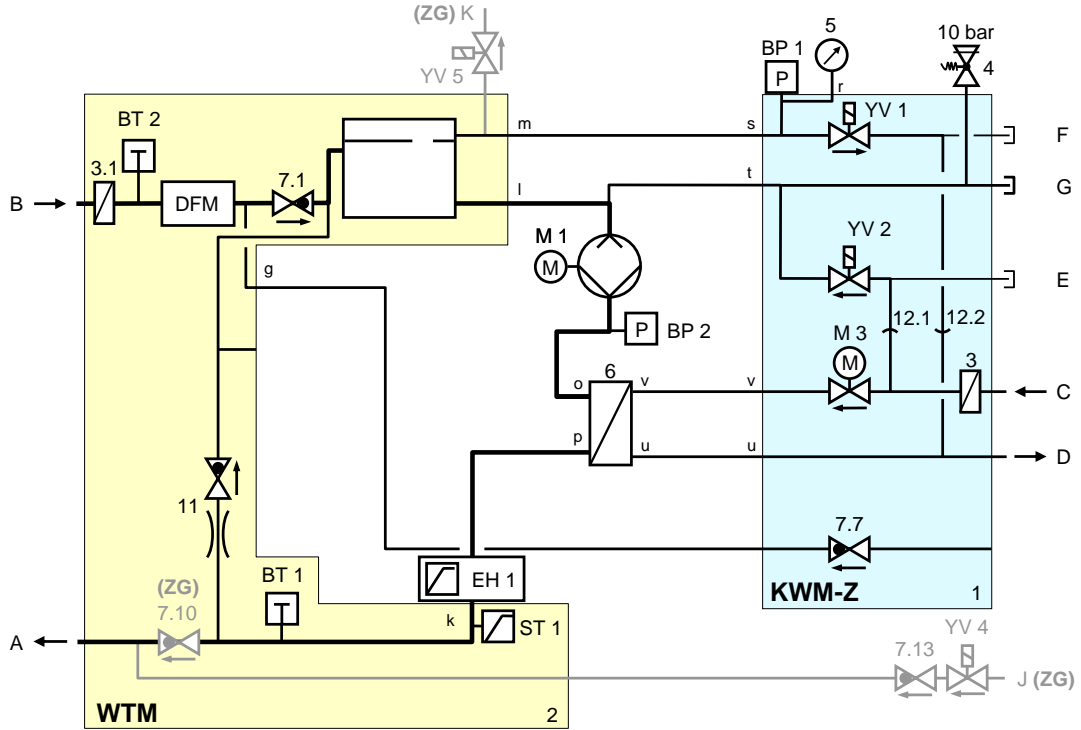 (ZG) K
YV 5
5
10 bar
BP 1
P
4
r
BT 2
YV 1
m
s
F
3.1
7.1
t
B
DFM
l
G
M 1
YV 2
M
g
E
12.1
12.2
P
BP 2
M 3
M
3
6
o
v
v
C
p
u
u
D
11
7.7
BT 1
EH 1
(ZG)
7.10
KWM-Z
1
k
ST 1
YV 4
A
7.13
J (ZG)
WTM
2